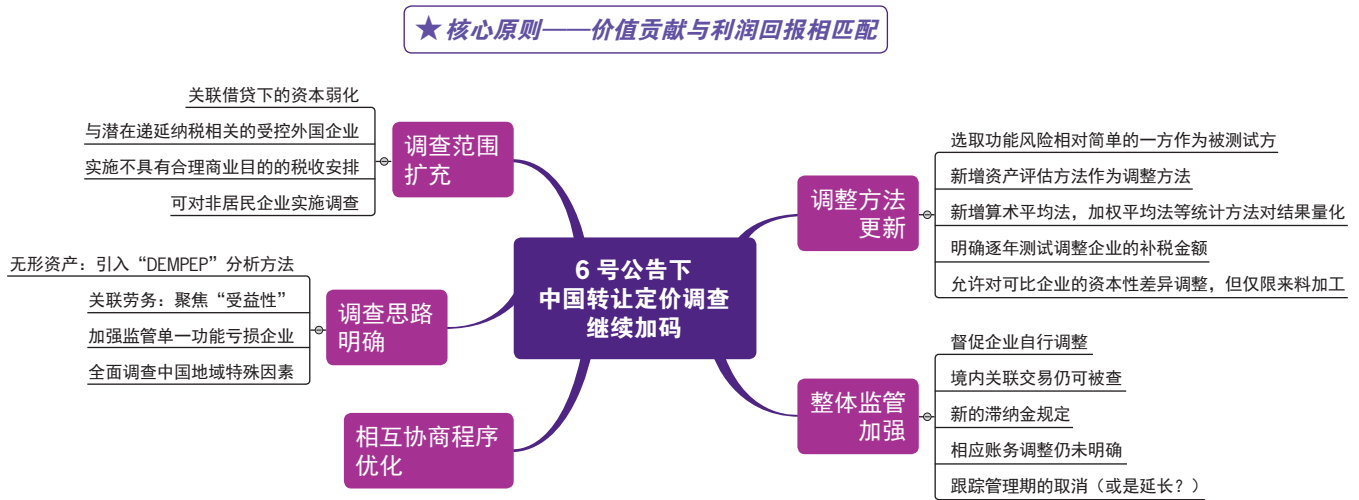 ★核心原则——价值贡献与利润回报相匹配
关联借贷下的资本弱化
与潜在递延纳税相关的受控外国企业
实施不具有合理商业目的的税收安排
可对非居民企业实施调查
调查范围
扩充
无形资产：引入“DEMPEP”分析方法
关联劳务：聚焦“受益性”
加强监管单一功能亏损企业
全面调查中国地域特殊因素
调查思路
明确
相互协商程序
优化
6 号公告下
中国转让定价调查
继续加码
调整方法
更新
选取功能风险相对简单的一方作为被测试方
新增资产评估方法作为调整方法
新增算术平均法，加权平均法等统计方法对结果量化
明确逐年测试调整企业的补税金额
允许对可比企业的资本性差异调整，但仅限来料加工
整体监管
加强
督促企业自行调整
境内关联交易仍可被查
新的滞纳金规定
相应账务调整仍未明确
跟踪管理期的取消（或是延长？）